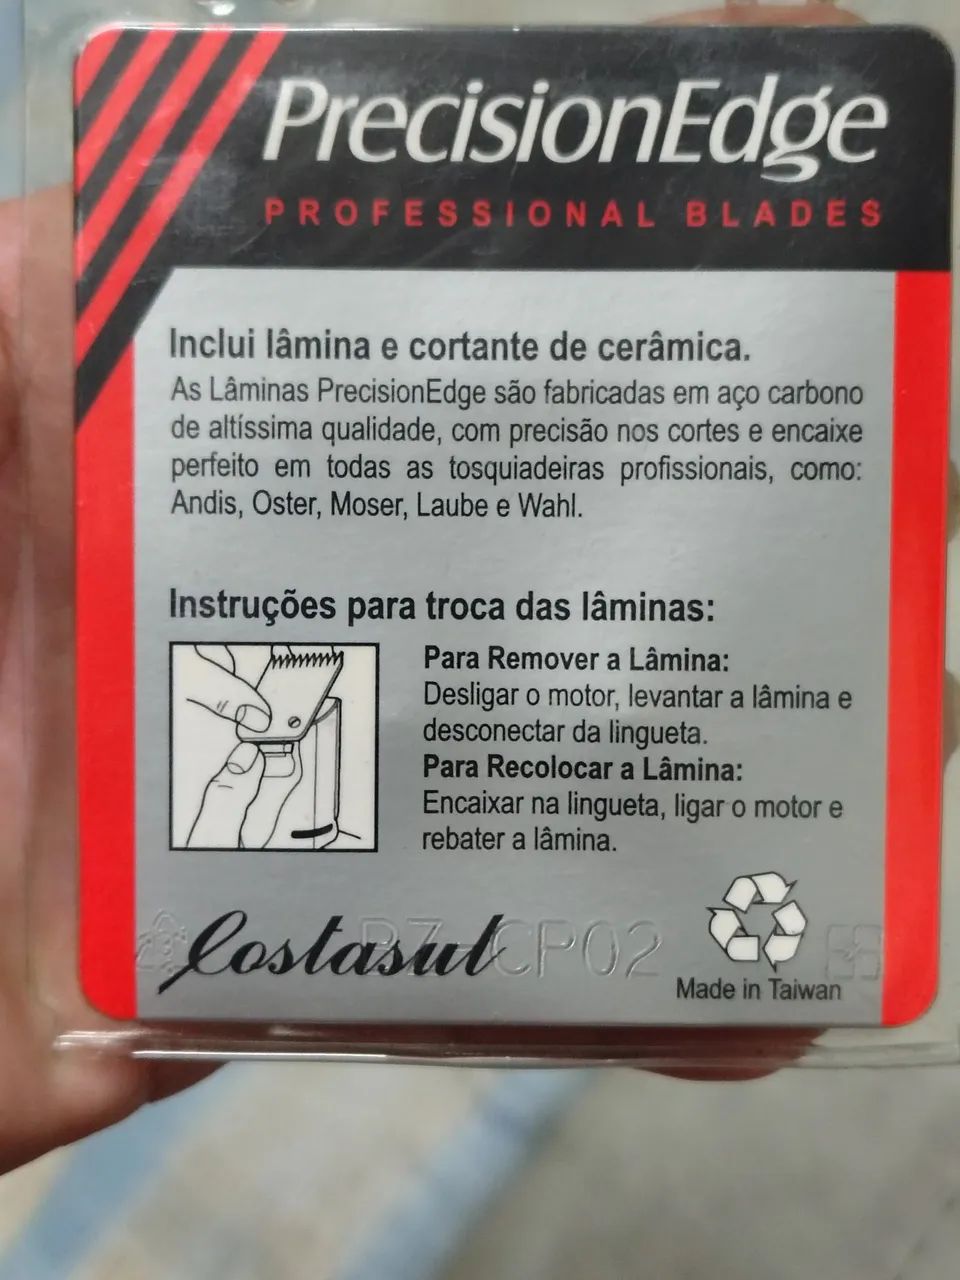 PrecisionEdge
PROFESSIONAL BLADES
Inclui lâmina e cortante de cerâmica.
As Lâminas PrecisionEdge são fabricadas em aço carbono
de altíssima qualidade, com precisão nos cortes e encaixe
perfeito em todas as tosquiadeiras profissionais, como:
Andis, Oster, Moser, Laube e Wahl.
Instruções para troca das lâminas:
Para Remover a Lâmina:
Desligar o motor, levantar a lâmina e
desconectar da lingueta.
Para Recolocar a Lâmina:
Encaixar na lingueta, ligar o motor e
rebater a lâmina.
Costasul
CP02
Made in Taiwan